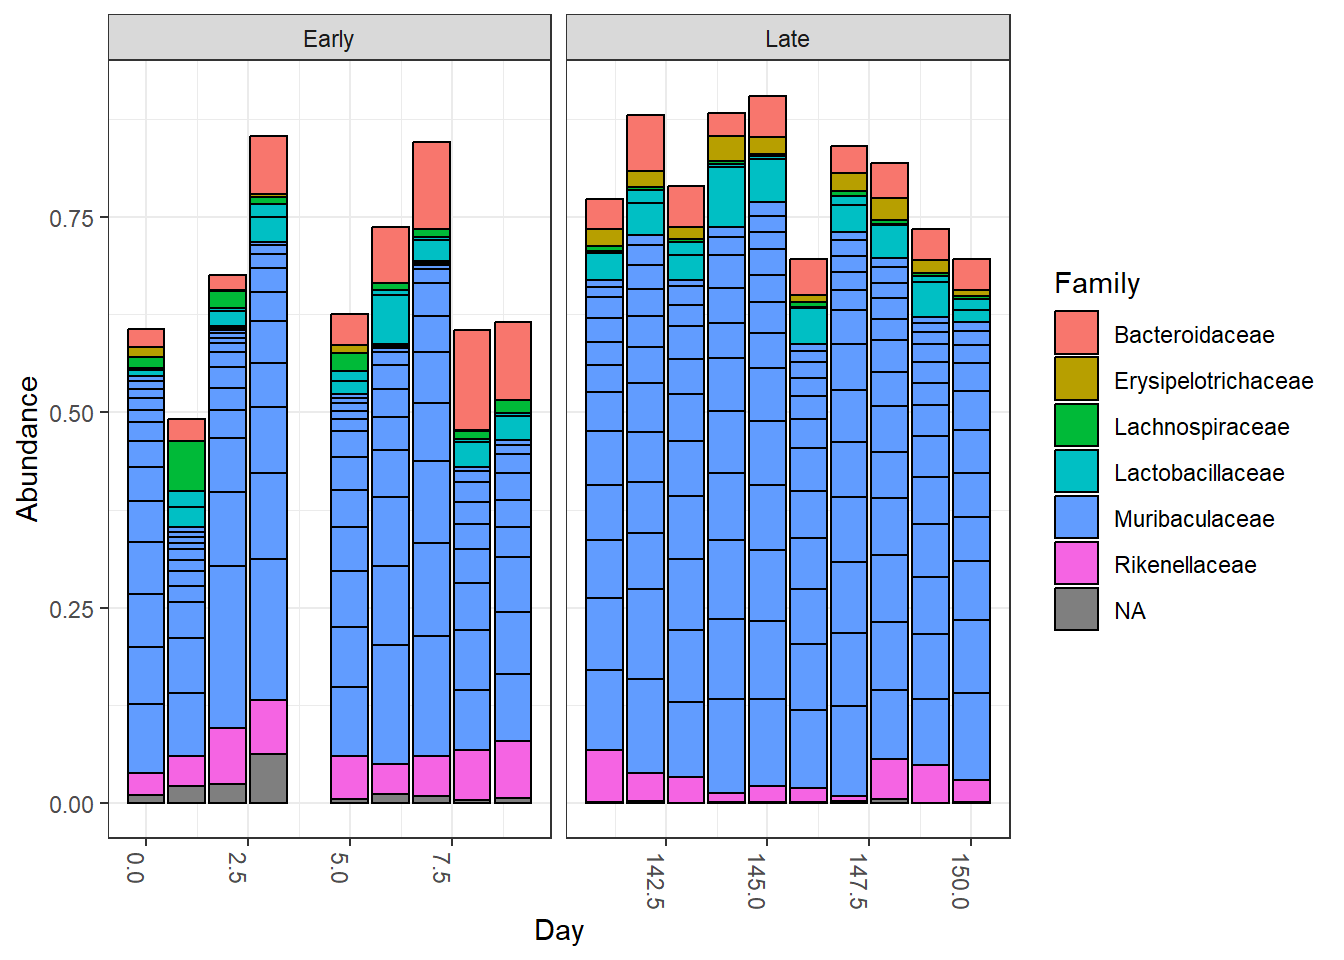 Early
Late
Abundance
0.75
0.50
0.25
0.00
0.0
2.5
5.0
7.5
142.5
145.0
147.5
150.0
Day
Family
Bacteroidaceae
Erysipelotrichaceae
Lachnospiraceae
Lactobacillaceae
Muribaculaceae
Rikenellaceae
NA